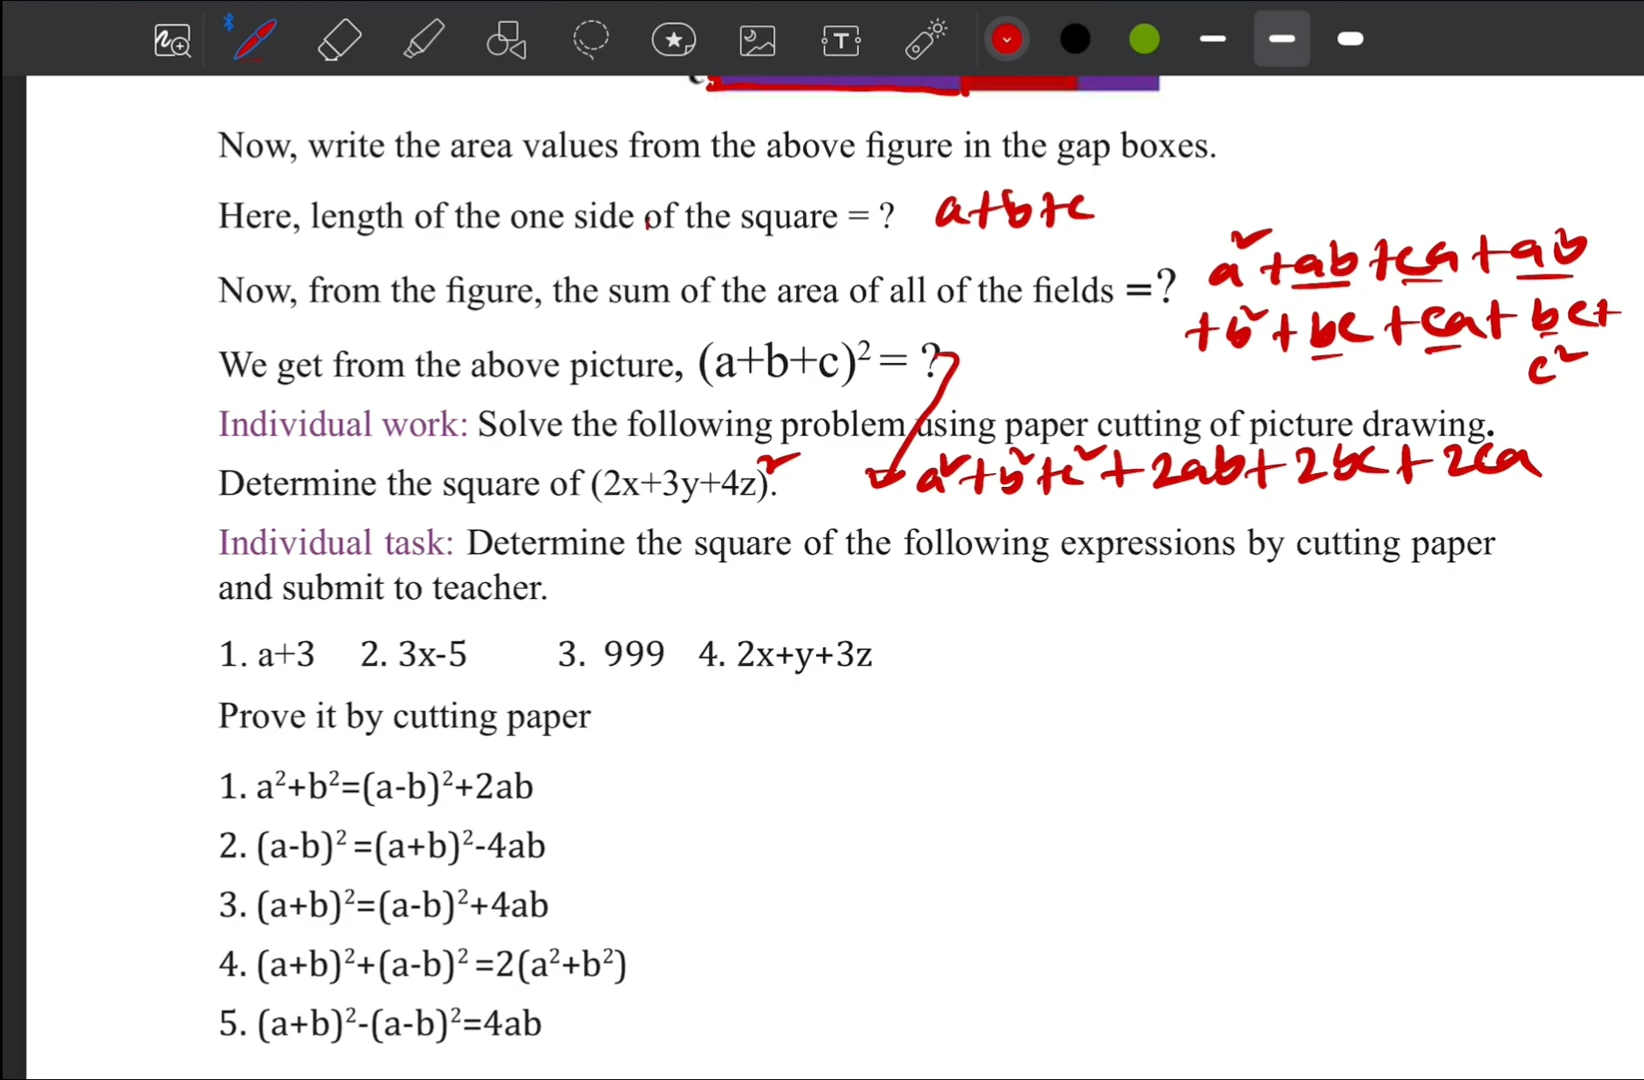 Now, write the area values from the above figure in the gap boxes.
Here, length of the one side of the square = ? a+b+c
Now, from the figure, the sum of the area of all of the fields =? a²+ab+ca+ab
+b²+bc+ca+bc+
c²
We get from the above picture, (a+b+c)² = ?
Individual work: Solve the following problem using paper cutting of picture drawing.
Determine the square of (2x+3y+4z)². a²+b²+c²+2ab+2bc+2ca
Individual task: Determine the square of the following expressions by cutting paper
and submit to teacher.
1. a+3 2. 3x-5 3. 999 4. 2x+y+3z
Prove it by cutting paper
1. a²+b²=(a-b)²+2ab
2. (a-b)² =(a+b)²-4ab
3. (a+b)²=(a-b)²+4ab
4. (a+b)²+(a-b)² =2(a²+b²)
5. (a+b)²-(a-b)²=4ab